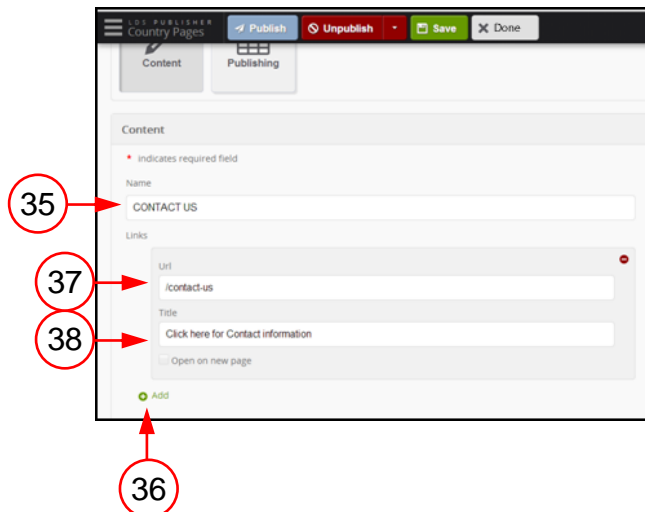 LDS PUBLISHER
Country Pages
Publish
Unpublish
Save
Done
Content
Publishing
Content
* indicates required field
Name
35
CONTACT US
Links
Url
37
/contact-us
Title
38
Click here for Contact information
Open on new page
Add
36